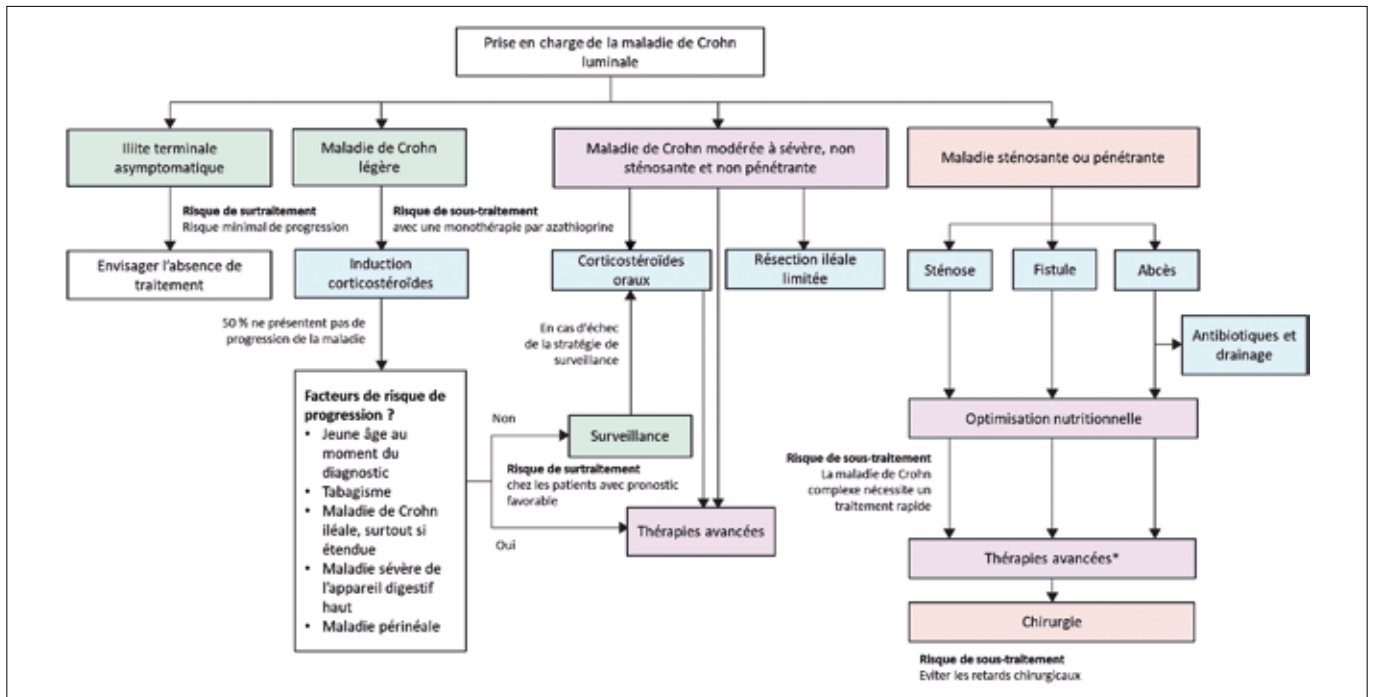 Prise en charge de la maladie de Crohn
luminale
Iliite terminale
asymptomatique
Maladie de Crohn
légère
Maladie de Crohn modérée à sévère, non
sténosante et non pénétrante
Maladie sténosante ou pénétrante
Risque de surtraitement
Risque minimal de progression
Risque de sous-traitement
avec une monothérapie par azathioprine
Envisager l'absence de
traitement
Induction
corticostéroïdes
Corticostéroïdes
oraux
Résection iléale
limitée
Sténose
Fistule
Abcès
50 % ne présentent pas de
progression de la maladie
En cas d'échec
de la stratégie de
surveillance
Antibiotiques et
drainage
Facteurs de risque de
progression ?
• Jeune âge au
moment du
diagnostic
• Tabagisme
• Maladie de Crohn
iléale, surtout si
étendue
• Maladie sévère de
l'appareil digestif
haut
• Maladie périnéale
Non
Surveillance
Risque de surtraitement
chez les patients avec pronostic
favorable
Oui
Thérapies avancées
Optimisation nutritionnelle
Risque de sous-traitement
La maladie de Crohn
complexe nécessite un
traitement rapide
Thérapies avancées*
Chirurgie
Risque de sous-traitement
Eviter les retards chirurgicaux